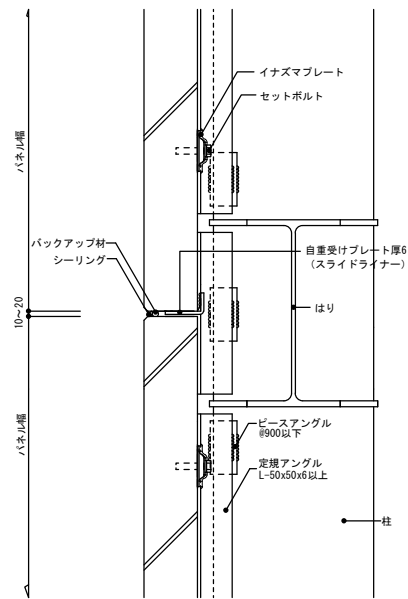 パネル幅
イナズマプレート
セットボルト
バックアップ材
シーリング
自重受けプレート厚6
(スライドライナー)
10～20
はり
パネル幅
ピースアングル
@900以下
定規アングル
L-50x50x6以上
柱